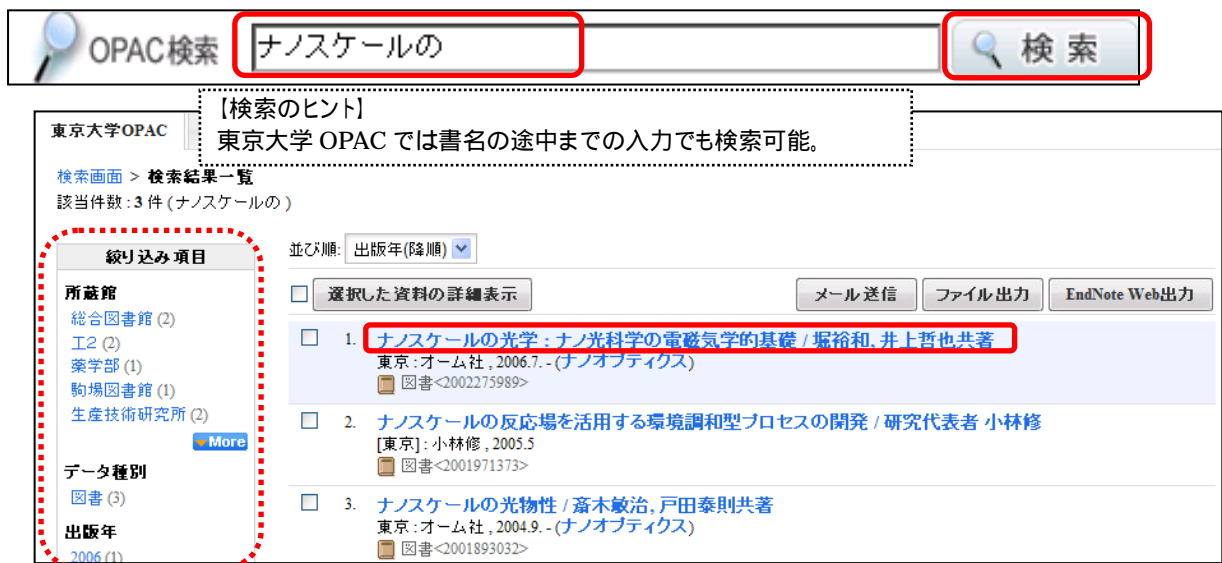 OPAC検索 ナノスケールの 検 索
【検索のヒント】
東京大学 OPAC では書名の途中までの入力でも検索可能。
東京大学OPAC
検索画面 > 検索結果一覧
該当件数 : 3 件 ( ナノスケールの )
絞り込み項目
所蔵館
総合図書館 (2)
工2 (2)
薬学部 (1)
駒場図書館 (1)
生産技術研究所 (2)
More
データ種別
図書 (3)
出版年
2006 (1)
並び順: 出版年(降順)
選択した資料の詳細表示 メール送信 ファイル出力 EndNote Web出力
1. ナノスケールの光学 : ナノ光科学の電磁気学的基礎 / 堀裕和, 井上哲也共著
東京 : オーム社 , 2006.7. - (ナノオプティクス)
図書<2002275989>
2. ナノスケールの反応場を活用する環境調和型プロセスの開発 / 研究代表者 小林修
[東京] : 小林修 , 2005.5
図書<2001971373>
3. ナノスケールの光物性 / 斎木敏治, 戸田泰則共著
東京 : オーム社 , 2004.9. - (ナノオプティクス)
図書<2001893032>